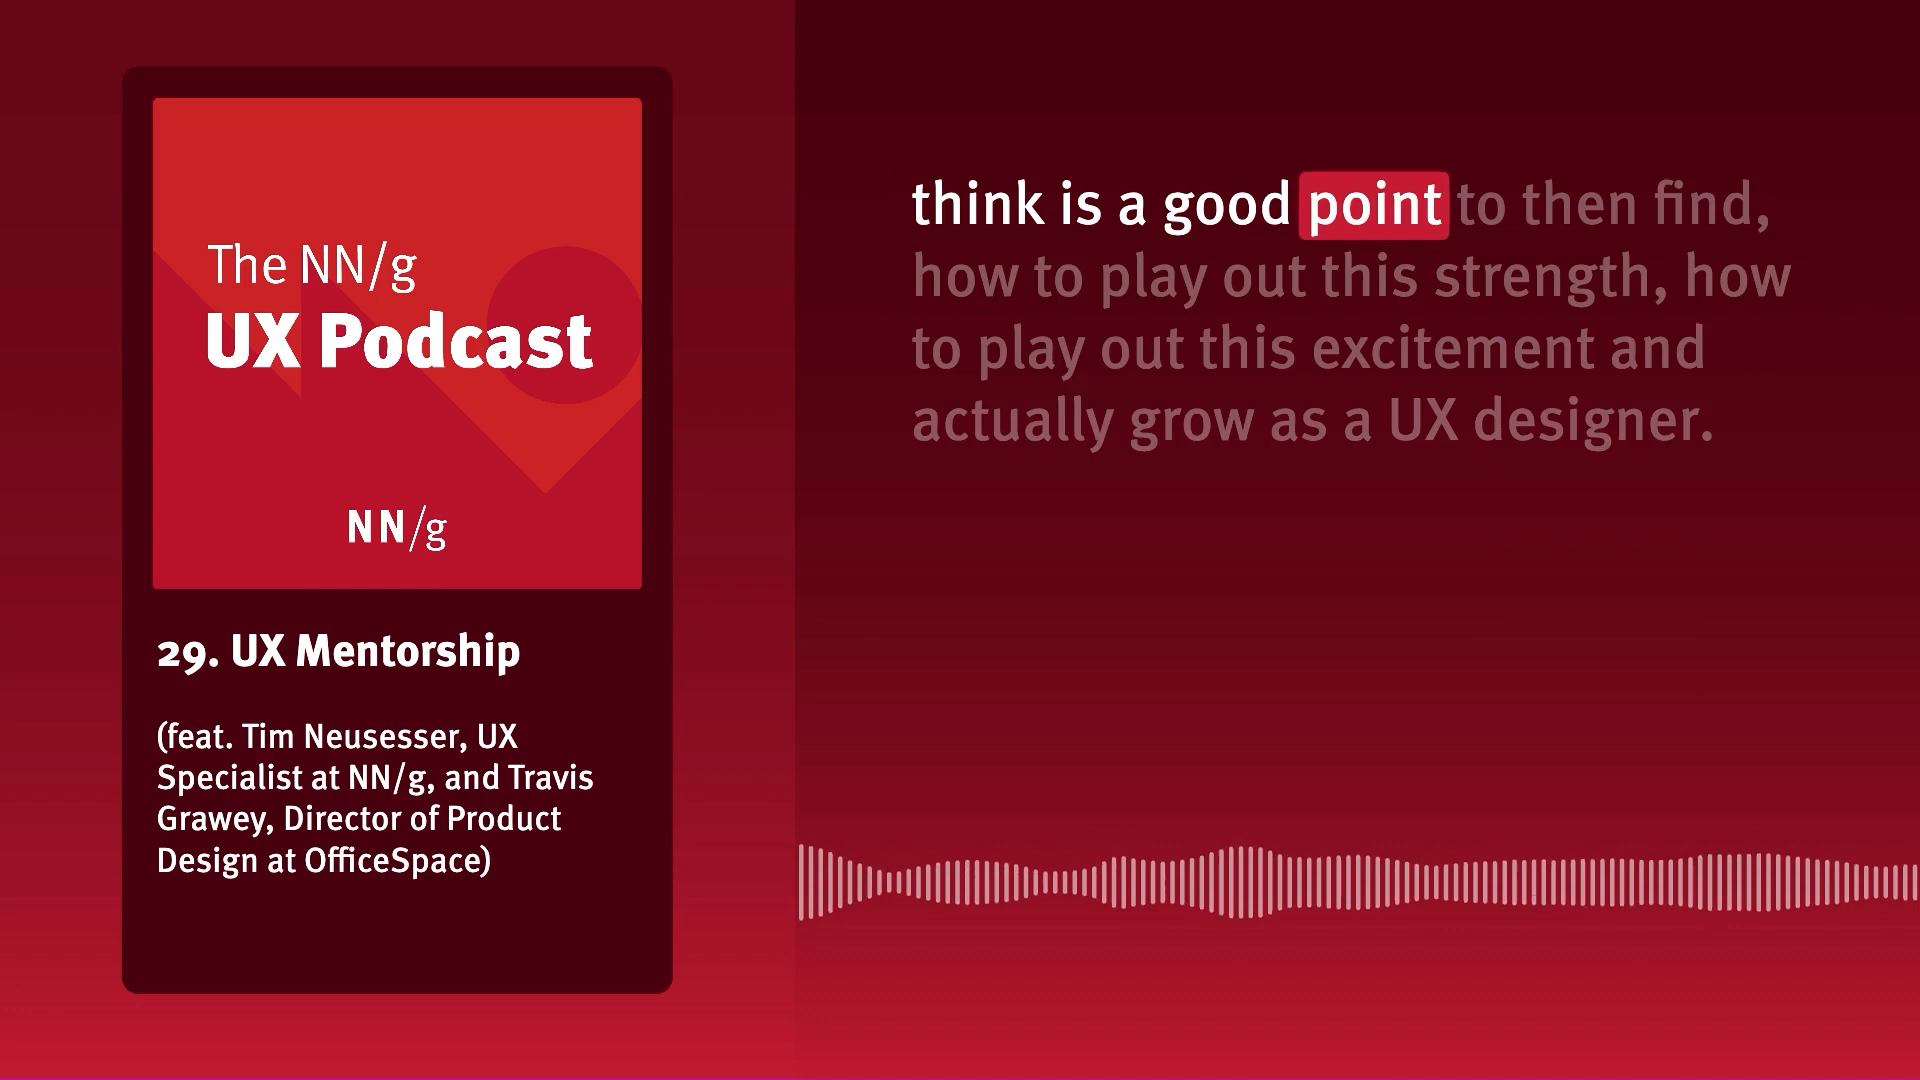 The NN/g
UX Podcast
NN/g
29. UX Mentorship
(feat. Tim Neusesser, UX
Specialist at NN/g, and Travis
Grawey, Director of Product
Design at OfficeSpace)
think is a good point to then find,
how to play out this strength, how
to play out this excitement and
actually grow as a UX designer.